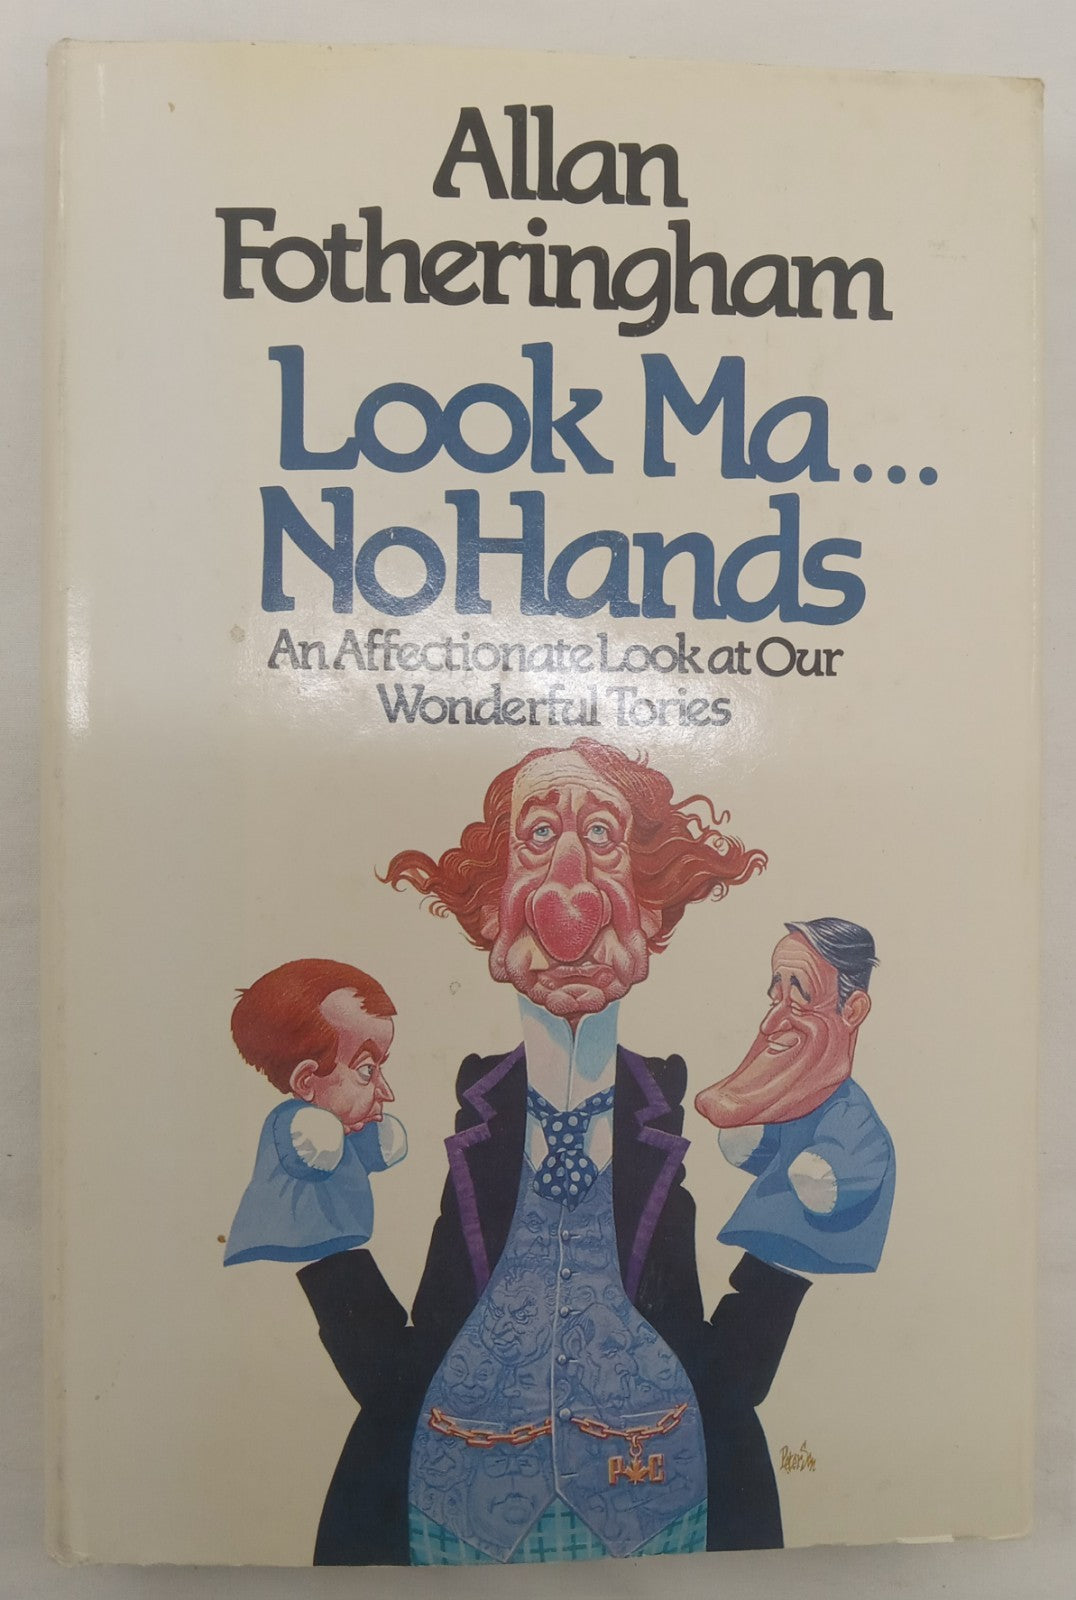 Allan
Fotheringham
Look Ma...
No Hands
An Affectionate Look at Our
Wonderful Tories
P C